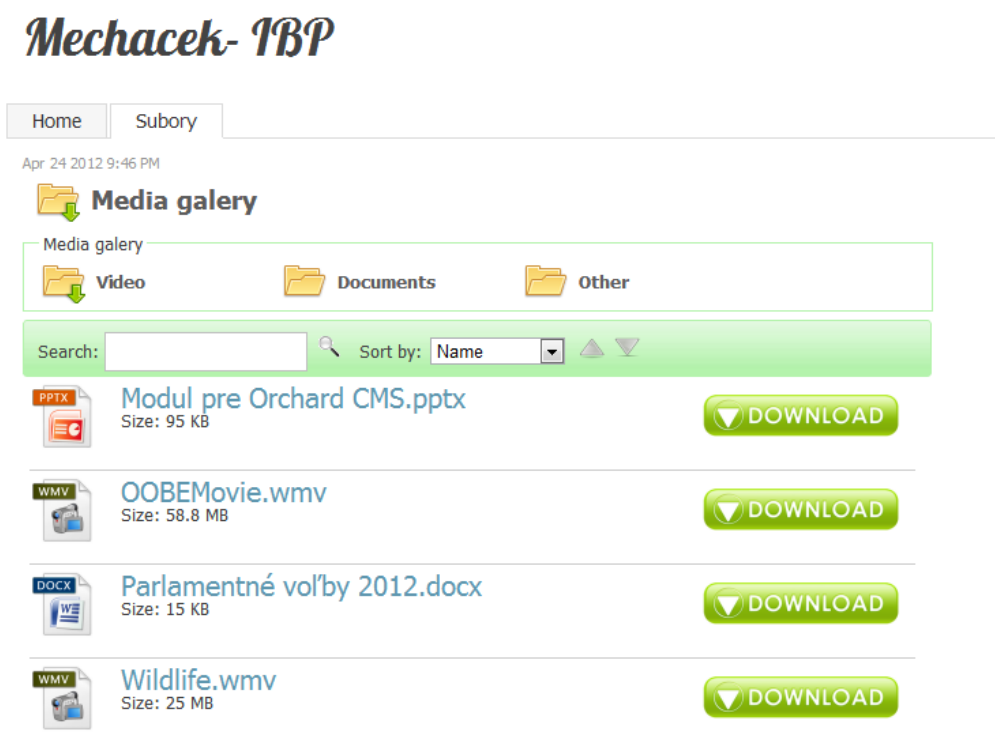 Mechacek- IBP
Home Subory
Apr 24 2012 9:46 PM
Media galery
Media galery
Video Documents Other
Search: Sort by: Name
PPTX Modul pre Orchard CMS.pptx
Size: 95 KB
DOWNLOAD
WMV OOBEMovie.wmv
Size: 58.8 MB
DOWNLOAD
DOCX Parlamentné voľby 2012.docx
Size: 15 KB
DOWNLOAD
WMV Wildlife.wmv
Size: 25 MB
DOWNLOAD